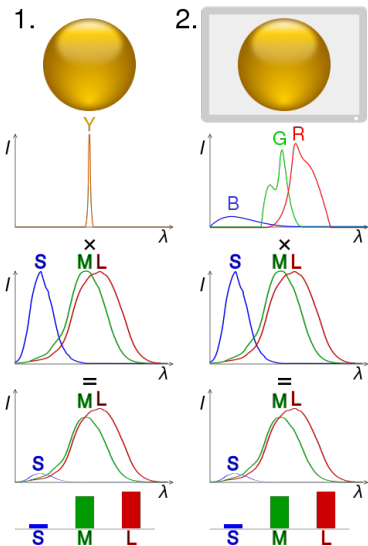 1. 2.
Y
I λ
G R
B
I λ
× ×
S M L
I λ
S M L
I λ
= =
M L
S
I λ
M L
S
I λ
S M L
S M L